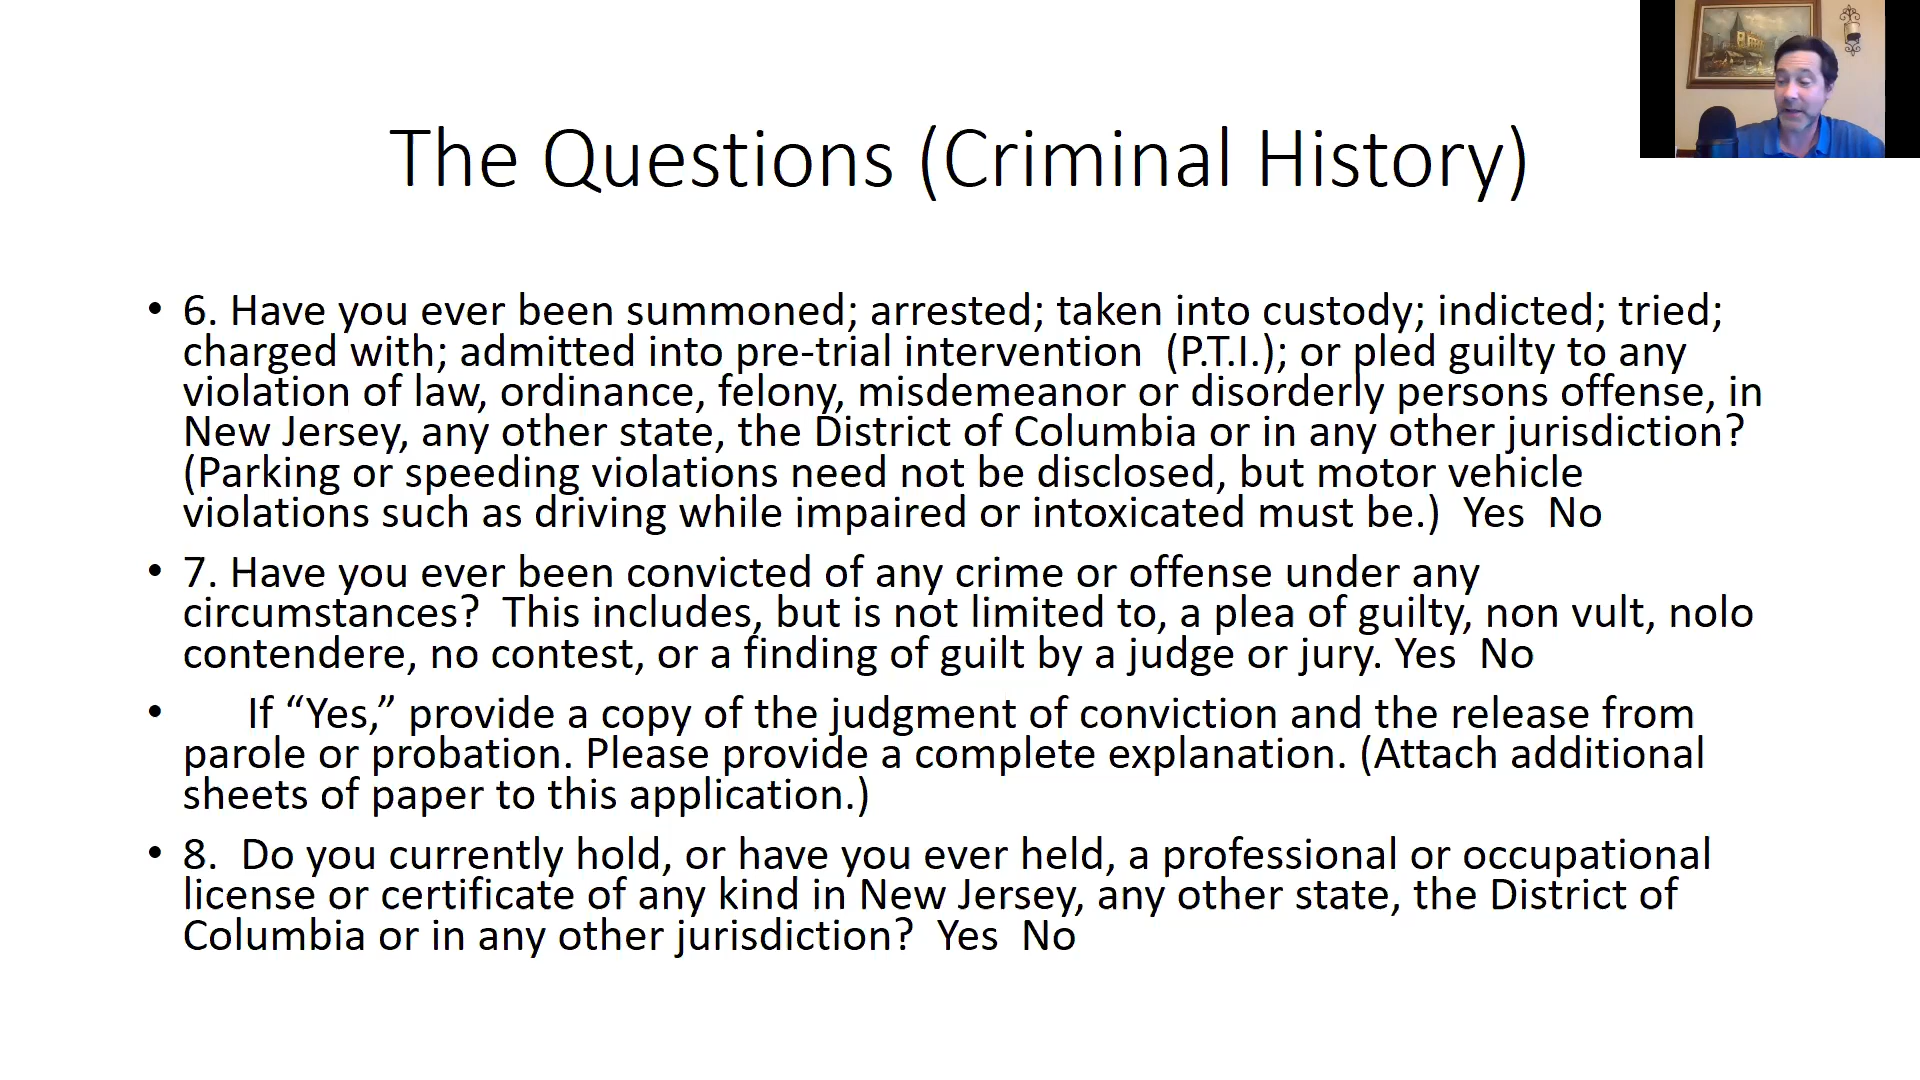 The Questions (Criminal History)
• 6. Have you ever been summoned; arrested; taken into custody; indicted; tried;
charged with; admitted into pre-trial intervention  (P.T.I.); or pled guilty to any
violation of law, ordinance, felony, misdemeanor or disorderly persons offense, in
New Jersey, any other state, the District of Columbia or in any other jurisdiction?
(Parking or speeding violations need not be disclosed, but motor vehicle
violations such as driving while impaired or intoxicated must be.)  Yes  No
• 7. Have you ever been convicted of any crime or offense under any
circumstances?  This includes, but is not limited to, a plea of guilty, non vult, nolo
contendere, no contest, or a finding of guilt by a judge or jury. Yes  No
• If “Yes,” provide a copy of the judgment of conviction and the release from
parole or probation. Please provide a complete explanation. (Attach additional
sheets of paper to this application.)
• 8.  Do you currently hold, or have you ever held, a professional or occupational
license or certificate of any kind in New Jersey, any other state, the District of
Columbia or in any other jurisdiction?  Yes  No